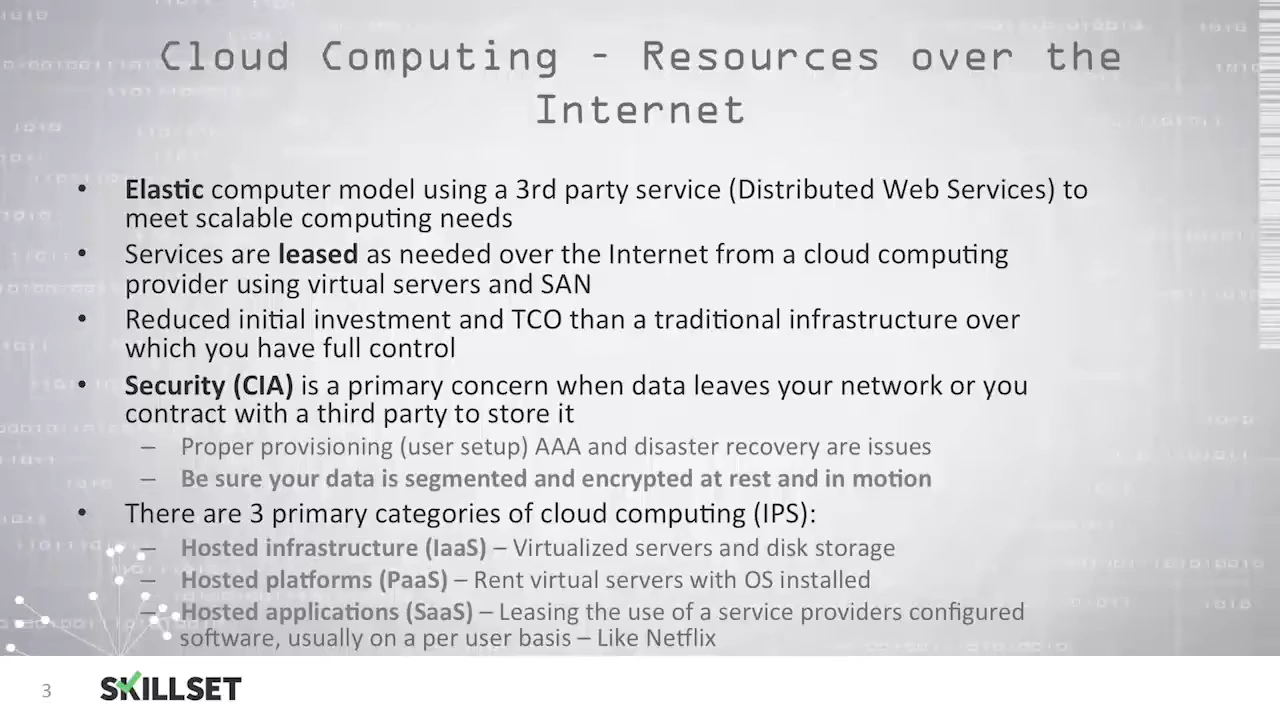 Cloud Computing - Resources over the
Internet
• Elastic computer model using a 3rd party service (Distributed Web Services) to
meet scalable computing needs
• Services are leased as needed over the Internet from a cloud computing
provider using virtual servers and SAN
• Reduced initial investment and TCO than a traditional infrastructure over
which you have full control
• Security (CIA) is a primary concern when data leaves your network or you
contract with a third party to store it
– Proper provisioning (user setup) AAA and disaster recovery are issues
– Be sure your data is segmented and encrypted at rest and in motion
• There are 3 primary categories of cloud computing (IPS):
– Hosted infrastructure (IaaS) – Virtualized servers and disk storage
– Hosted platforms (PaaS) – Rent virtual servers with OS installed
– Hosted applications (SaaS) – Leasing the use of a service providers configured
software, usually on a per user basis – Like Netflix
3
SKILLSET